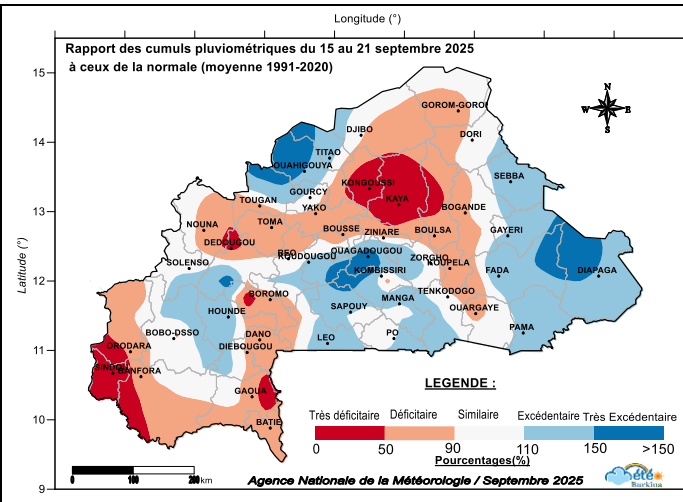 Longitude (°)
Rapport des cumuls pluviométriques du 15 au 21 septembre 2025
à ceux de la normale (moyenne 1991-2020)
15
14
13
12
11
10
9
Latitude (°)
N
W
E
S
GOROM-GOROM
DJIBO
DORI
TITAO
OUAHIGOUYA
SEBBA
KONGOUSSI
GOURCY
KAYA
TOUGAN
YAKO
BOGANDE
NOUNA
TOMA
BOUSSE
ZINIARE
BOULSA
GAYERI
DEDOUGOU
OUAGADOUGOU
REO
KOUDOUGOU
ZORGHO
SOLENSO
KOMBISSIRI
KOUPELA
FADA
DIAPAGA
BOROMO
MANGA
TENKODOGO
HOUNDE
SAPOUY
OUARGAYE
BOBO-DSSO
DANO
LEO
PO
PAMA
ORODARA
DIEBOUGOU
SINDOU
BANFORA
GAOUA
BATIE
LEGENDE :
Très déficitaire
Déficitaire
Similaire
Excédentaire
Très Excédentaire
0
50
90
110
150
>150
Pourcentages(%)
0
100
200
km
Agence Nationale de la Météorologie / Septembre 2025
météo
Burkina